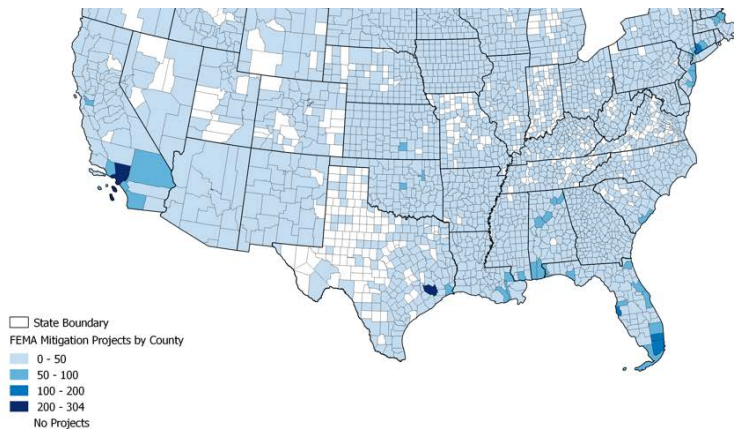 State Boundary
FEMA Mitigation Projects by County
0 - 50
50 - 100
100 - 200
200 - 304
No Projects